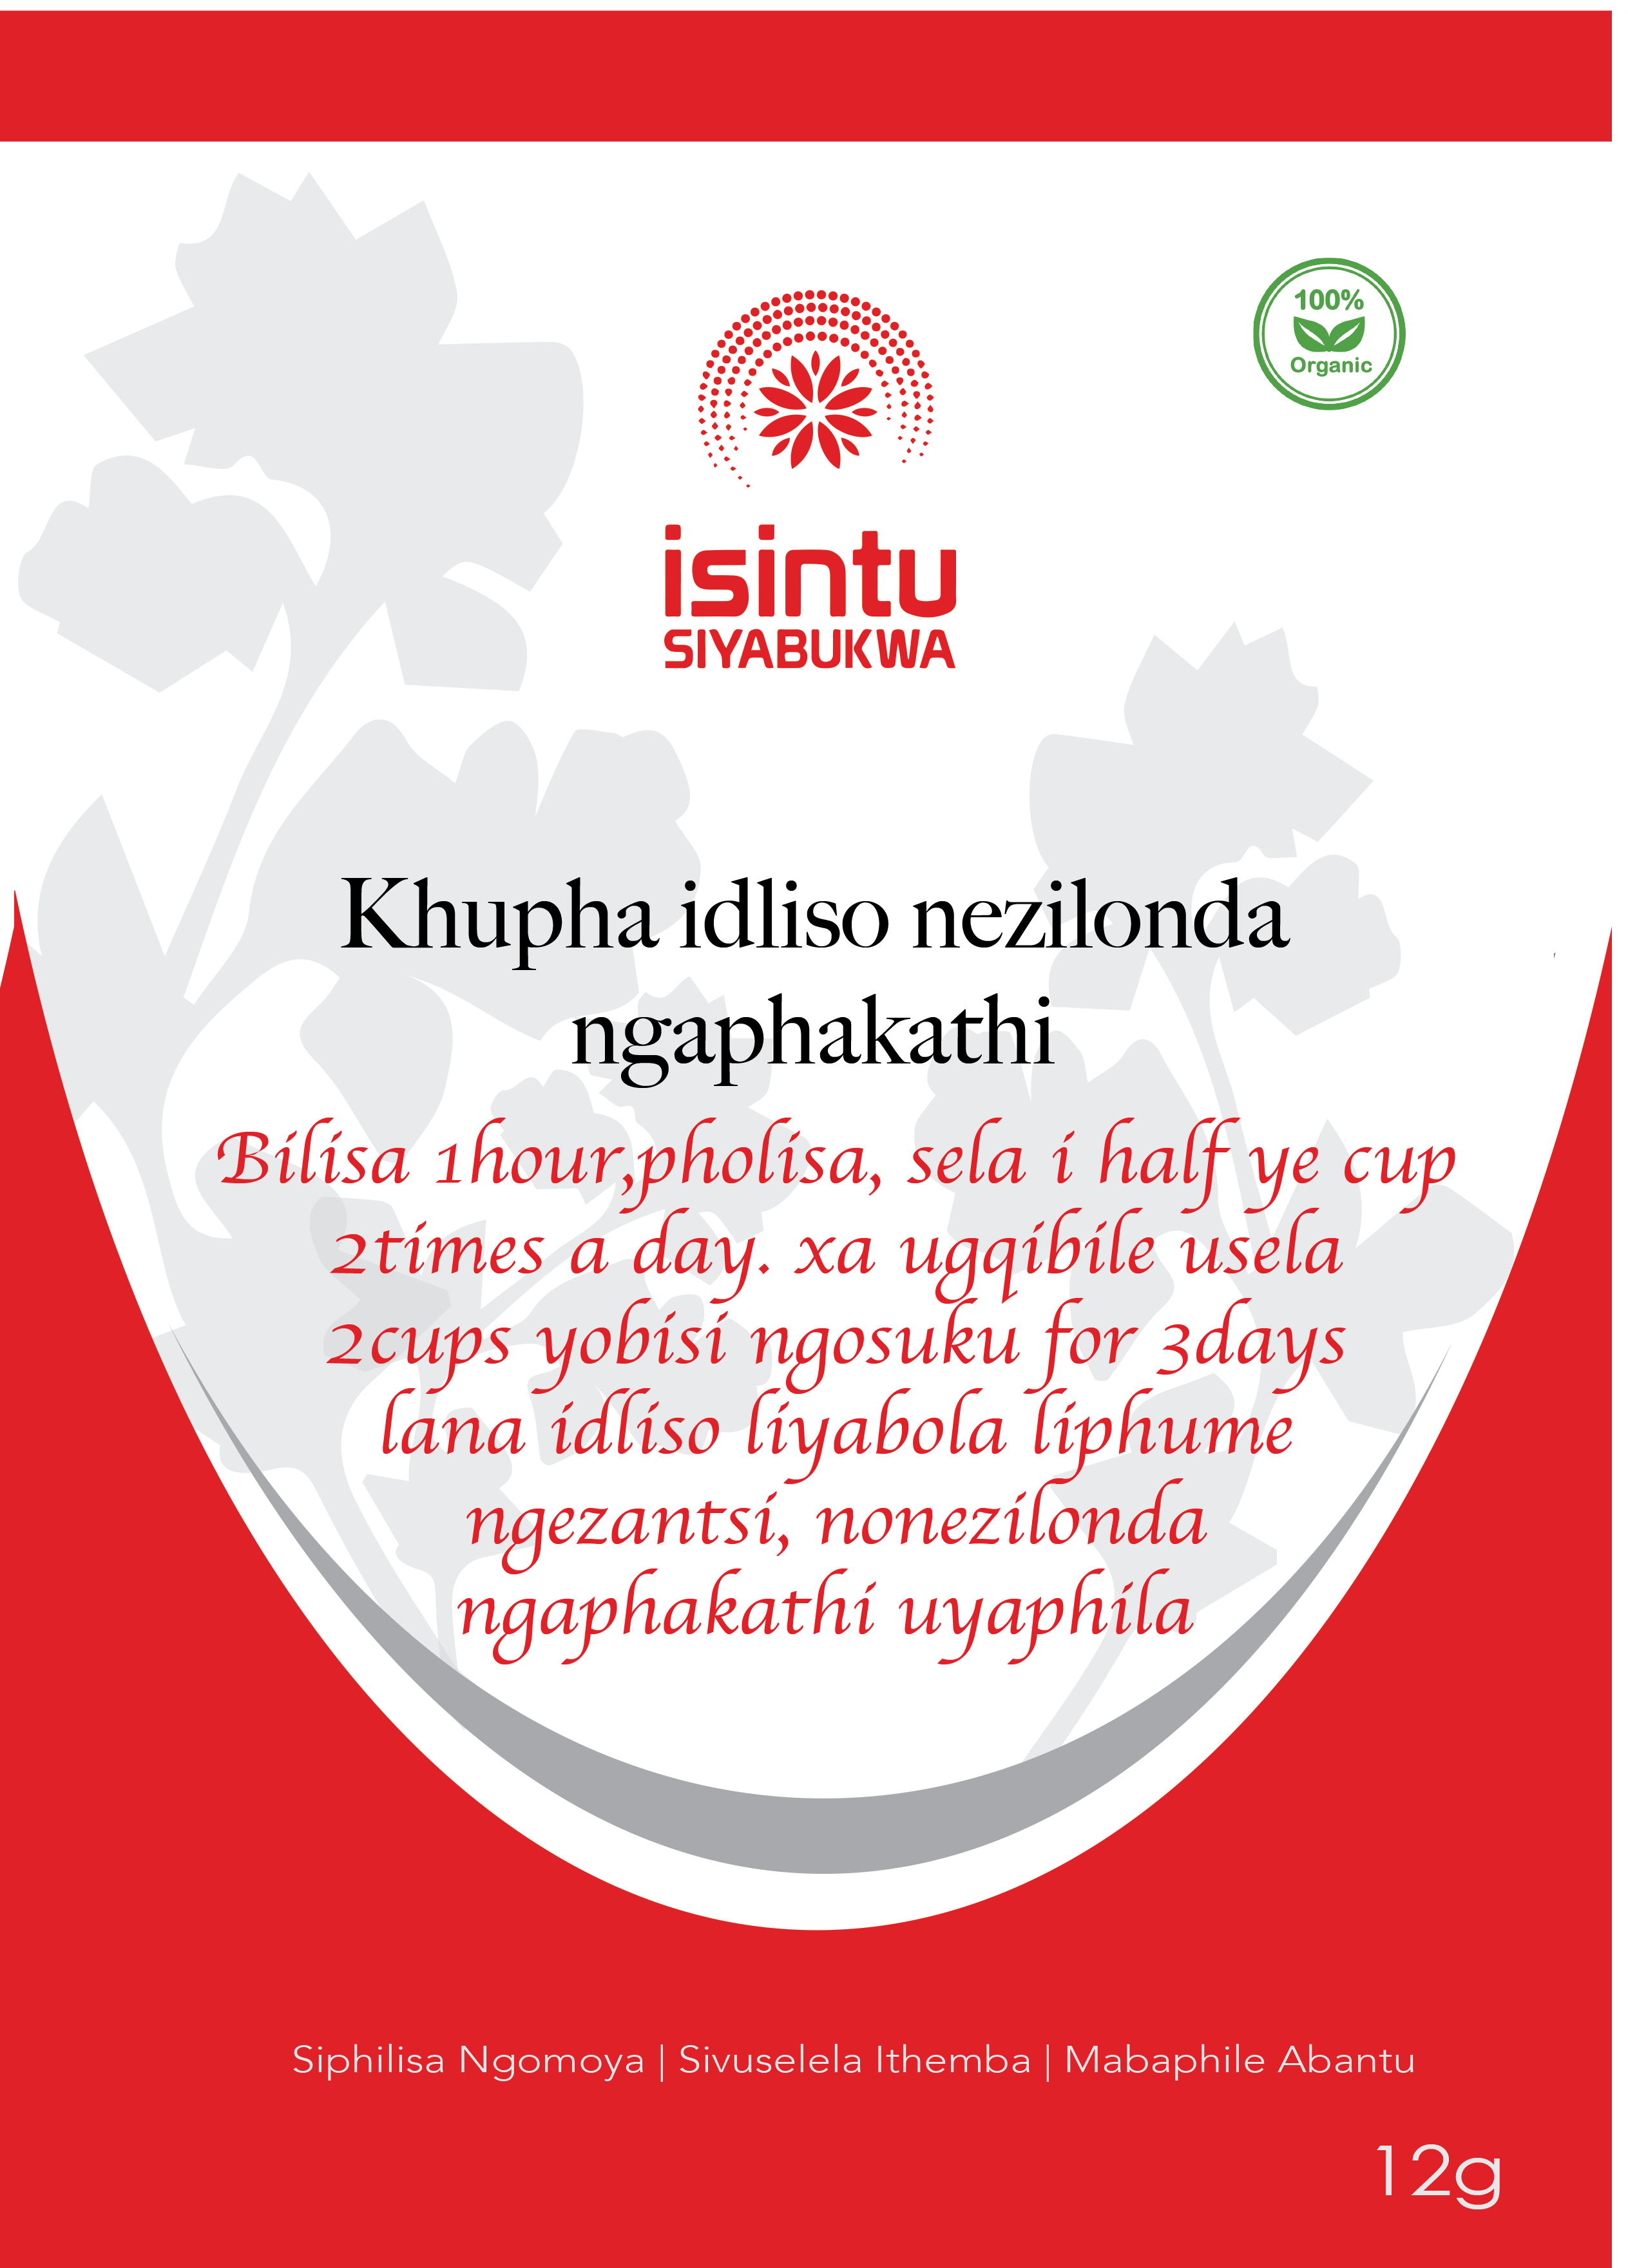 100%
Organic
isintu
SIYABUKWA
Khupha idliso nezilonda
ngaphakathi
Bilisa 1hour,pholisa, sela i half ye cup
2times a day. xa ugqibile usela
2cups yobisi ngosuku for 3days
lana idliso liyabola liphume
ngezantsi, nonezilonda
ngaphakathi uyaphila
Siphilisa Ngomoya | Sivuselela Ithemba | Mabaphile Abantu
12g